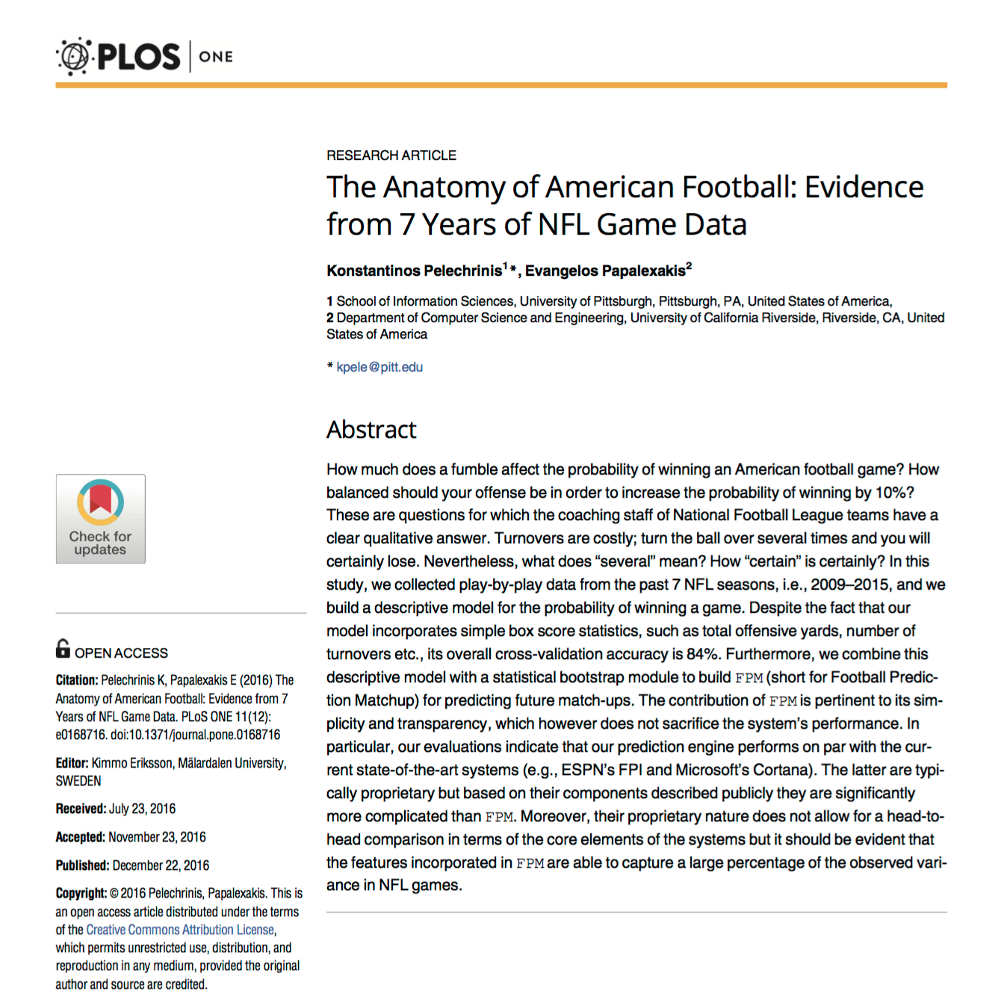 PLOS ONE
RESEARCH ARTICLE
The Anatomy of American Football: Evidence
from 7 Years of NFL Game Data
Konstantinos Pelechrinis1*, Evangelos Papalexakis2
1 School of Information Sciences, University of Pittsburgh, Pittsburgh, PA, United States of America,
2 Department of Computer Science and Engineering, University of California Riverside, Riverside, CA, United
States of America
* kpele@pitt.edu
Abstract
How much does a fumble affect the probability of winning an American football game? How
balanced should your offense be in order to increase the probability of winning by 10%?
These are questions for which the coaching staff of National Football League teams have a
clear qualitative answer. Turnovers are costly; turn the ball over several times and you will
certainly lose. Nevertheless, what does “several” mean? How “certain” is certainly? In this
study, we collected play-by-play data from the past 7 NFL seasons, i.e., 2009–2015, and we
build a descriptive model for the probability of winning a game. Despite the fact that our
model incorporates simple box score statistics, such as total offensive yards, number of
turnovers etc., its overall cross-validation accuracy is 84%. Furthermore, we combine this
descriptive model with a statistical bootstrap module to build FPM (short for Football Predic-
tion Matchup) for predicting future match-ups. The contribution of FPM is pertinent to its sim-
plicity and transparency, which however does not sacrifice the system’s performance. In
particular, our evaluations indicate that our prediction engine performs on par with the cur-
rent state-of-the-art systems (e.g., ESPN’s FPI and Microsoft’s Cortana). The latter are typi-
cally proprietary but based on their components described publicly they are significantly
more complicated than FPM. Moreover, their proprietary nature does not allow for a head-to-
head comparison in terms of the core elements of the systems but it should be evident that
the features incorporated in FPM are able to capture a large percentage of the observed vari-
ance in NFL games.
Check for
updates
OPEN ACCESS
Citation: Pelechrinis K, Papalexakis E (2016) The
Anatomy of American Football: Evidence from 7
Years of NFL Game Data. PLoS ONE 11(12):
e0168716. doi:10.1371/journal.pone.0168716
Editor: Kimmo Eriksson, Mälardalen University,
SWEDEN
Received: July 23, 2016
Accepted: November 23, 2016
Published: December 22, 2016
Copyright: © 2016 Pelechrinis, Papalexakis. This is
an open access article distributed under the terms
of the Creative Commons Attribution License,
which permits unrestricted use, distribution, and
reproduction in any medium, provided the original
author and source are credited.